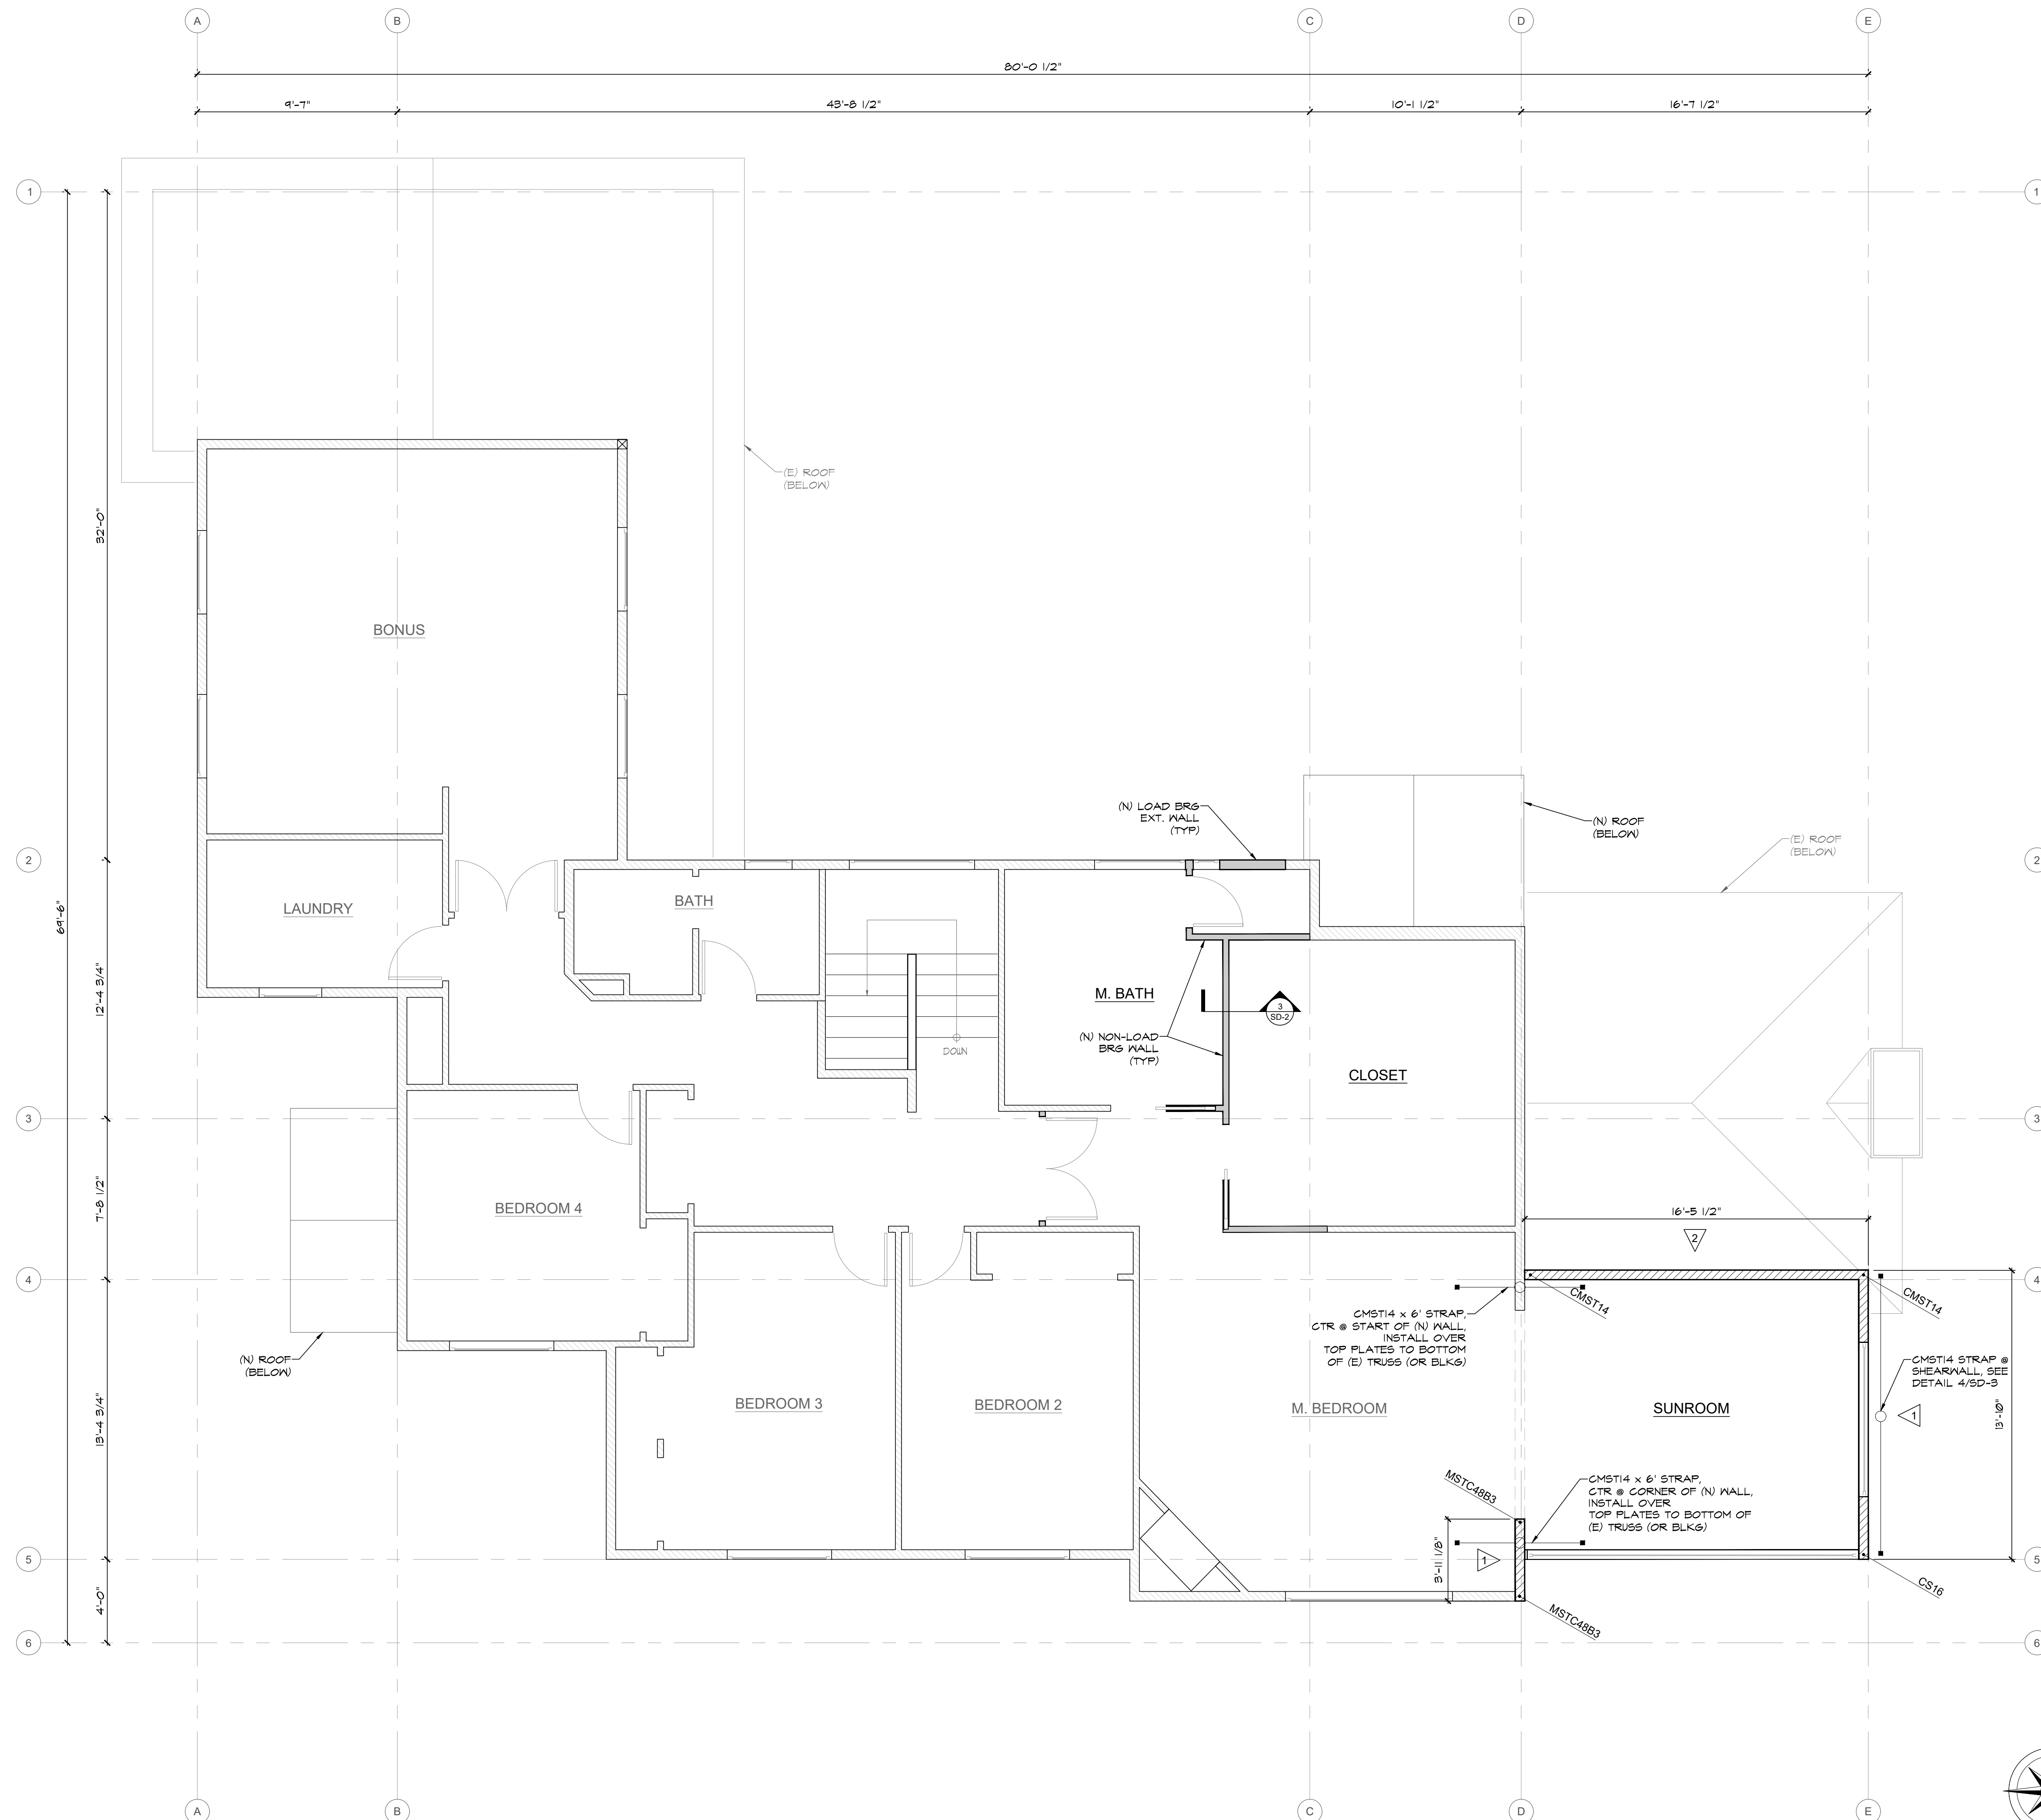 A
B
C
D
E
80'-0 1/2"
9'-7"
43'-8 1/2"
10'-1 1/2"
16'-7 1/2"
1
1
(E) ROOF
(BELOW)
32'-0"
BONUS
(N) LOAD BRG
EXT. WALL
(TYP)
(N) ROOF
(BELOW)
(E) ROOF
(BELOW)
2
2
69'-6"
LAUNDRY
BATH
12'-4 3/4"
M. BATH
3
SD-2
(N) NON-LOAD
BRG WALL
(TYP)
DOWN
CLOSET
3
3
7'-8 1/2"
BEDROOM 4
16'-5 1/2"
2
4
4
CMST14
CMST14
CMST14 x 6' STRAP,
CTR @ START OF (N) WALL,
INSTALL OVER
TOP PLATES TO BOTTOM
OF (E) TRUSS (OR BLKG)
(N) ROOF
(BELOW)
CMST14 STRAP @
SHEARWALL, SEE
DETAIL 4/SD-3
1
13'-10"
13'-4 3/4"
BEDROOM 3
BEDROOM 2
M. BEDROOM
SUNROOM
MSTC48B3
CMST14 x 6' STRAP,
CTR @ CORNER OF (N) WALL,
INSTALL OVER
TOP PLATES TO BOTTOM OF
(E) TRUSS (OR BLKG)
3'-11 1/8"
1
5
5
CS16
MSTC48B3
4'-0"
6
6
A
B
C
D
E